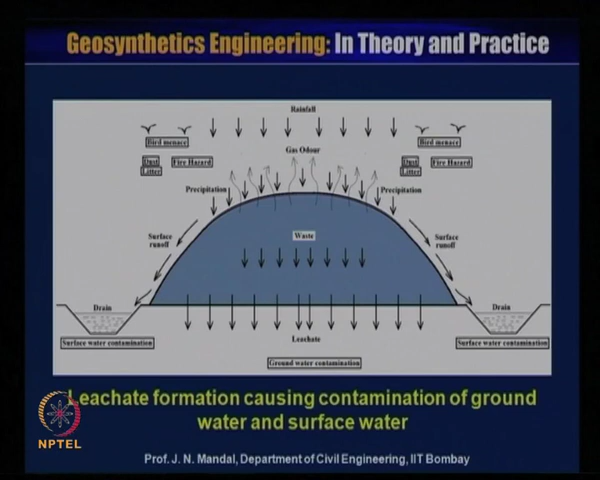 Geosynthetics Engineering: In Theory and Practice
Rainfall
Bird menace
Bird menace
Gas Odour
Dust
Litter
Fire Hazard
Dust
Litter
Fire Hazard
Precipitation
Precipitation
Surface
runoff
Waste
Surface
runoff
Drain
Drain
Surface water contamination
Leachate
Surface water contamination
Ground water contamination
Leachate formation causing contamination of ground
water and surface water
NPTEL
Prof. J. N. Mandal, Department of Civil Engineering, IIT Bombay